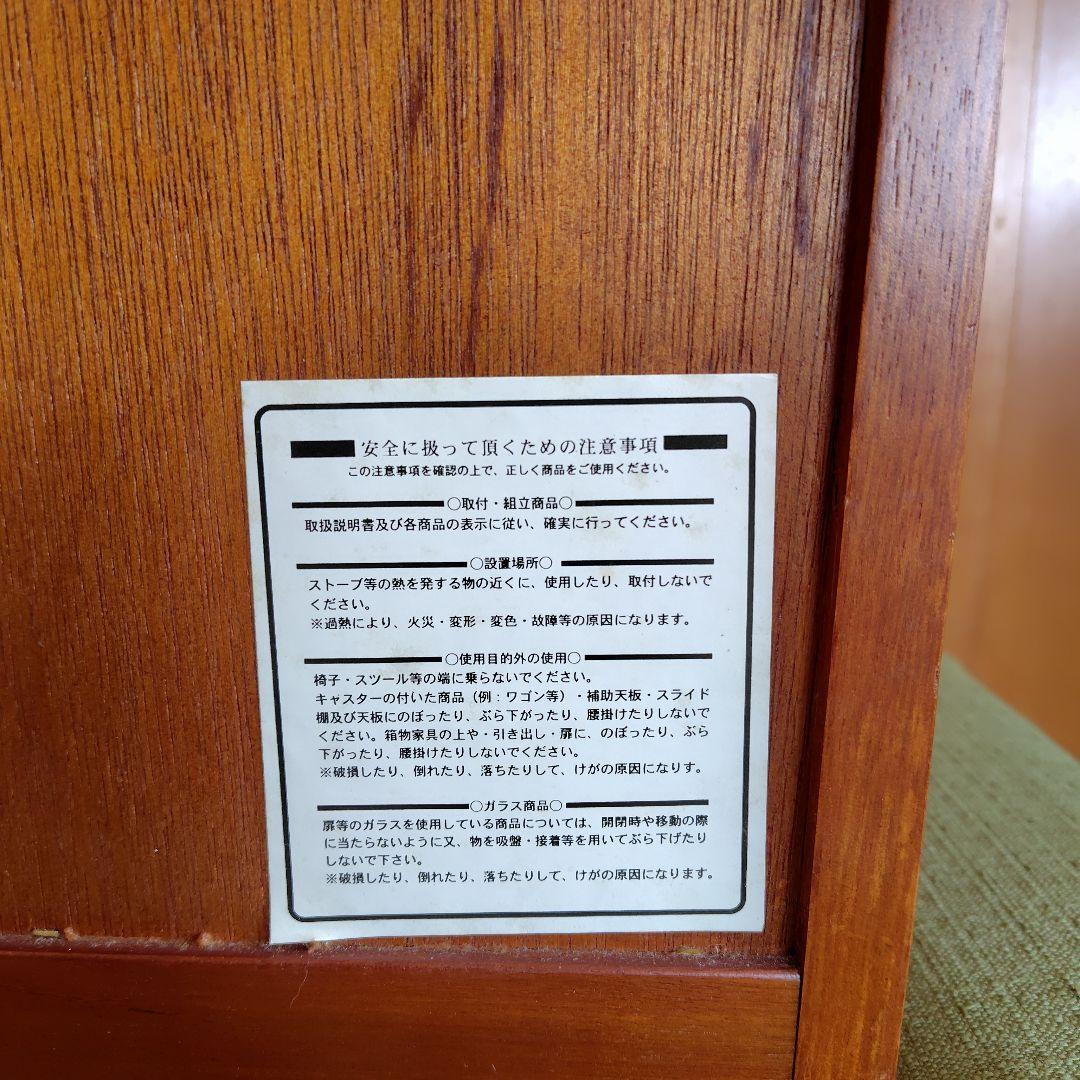 安全に扱って頂くための注意事項
この注意事項を確認の上で、正しく商品をご使用ください。
○取付・組立商品○
取扱説明書及び各商品の表示に従い、確実に行ってください。
○設置場所○
ストーブ等の熱を発する物の近くに、使用したり、取付しないで
ください。
※過熱により、火災・変形・変色・故障等の原因になります。
○使用目的外の使用○
椅子・スツール等の端に乗らないでください。
キャスターの付いた商品（例：ワゴン等）・補助天板・スライド
棚及び天板にのぼったり、ぶら下がったり、腰掛けたりしないで
ください。箱物家具の上や・引き出し・扉に、のぼったり、ぶら
下がったり、腰掛けたりしないでください。
※破損したり、倒れたり、落ちたりして、けがの原因になりす。
○ガラス商品○
扉等のガラスを使用している商品については、開閉時や移動の際
に当たらないように又、物を吸盤・接着等を用いてぶら下げたり
しないで下さい。
※破損したり、倒れたり、落ちたりして、けがの原因になります。